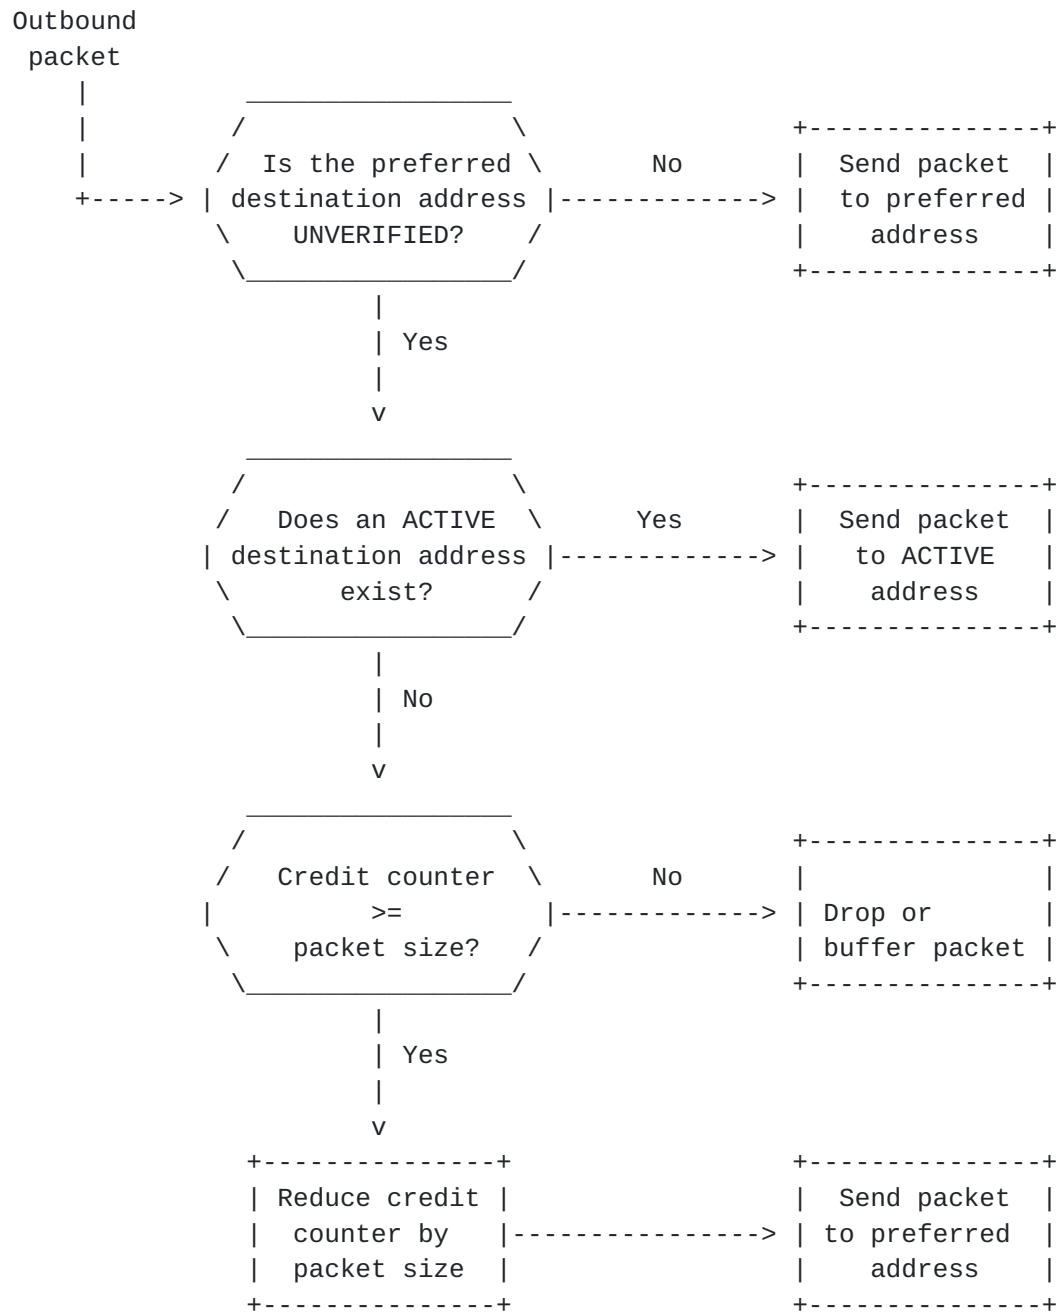 Outbound
packet
Is the preferred
destination address
UNVERIFIED?
No
Send packet
to preferred
address
Yes
Does an ACTIVE
destination address
exist?
Yes
Send packet
to ACTIVE
address
No
Credit counter
>=
packet size?
No
Drop or
buffer packet
Yes
Reduce credit
counter by
packet size
Send packet
to preferred
address